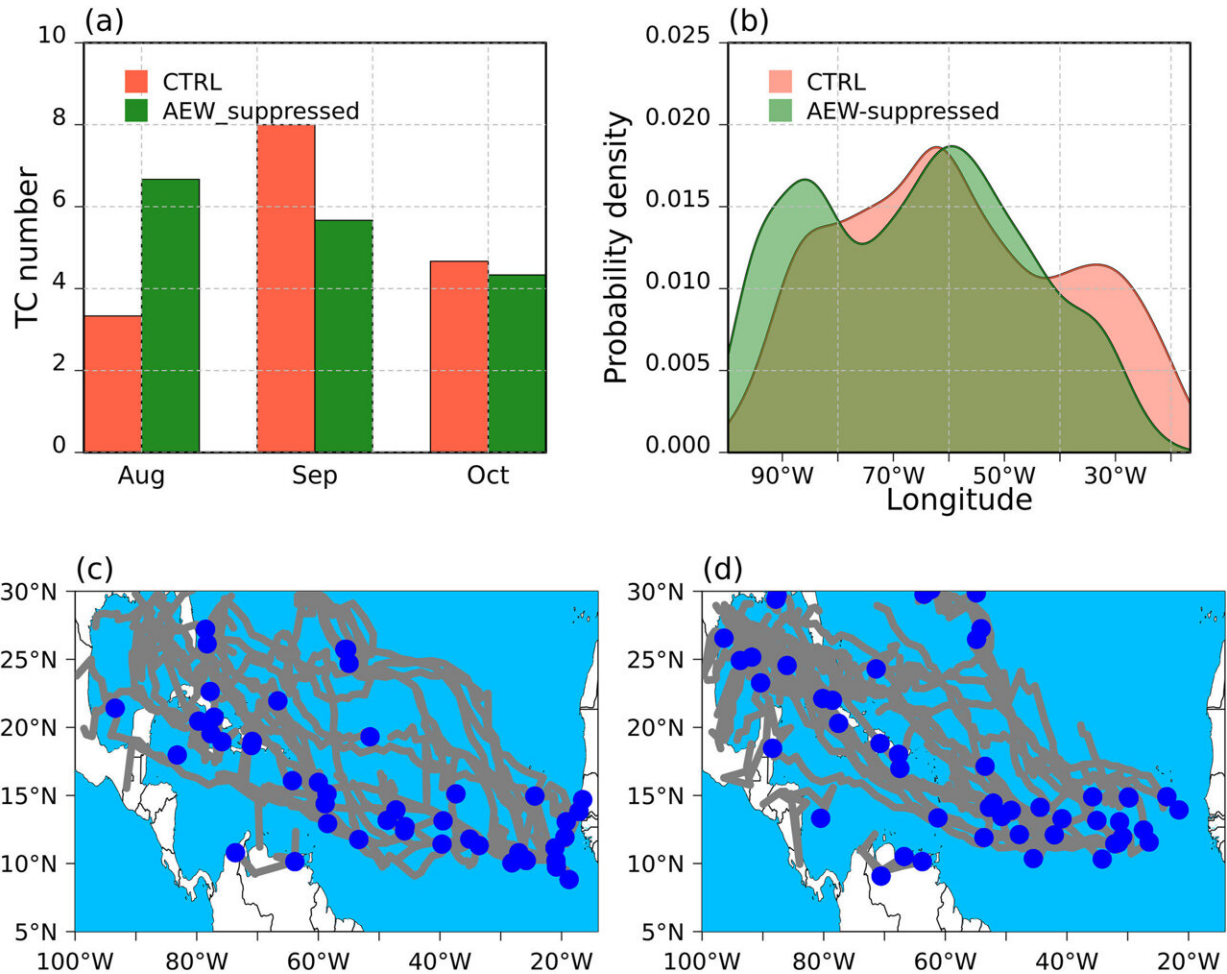 (a)
10
8
6
4
2
0
TC number
CTRL
AEW_suppressed
Aug Sep Oct
(b)
0.025
0.020
0.015
0.010
0.005
0.000
Probability density
CTRL
AEW-suppressed
90°W 70°W 50°W 30°W
Longitude
(c)
30°N
25°N
20°N
15°N
10°N
5°N
100°W 80°W 60°W 40°W 20°W
(d)
30°N
25°N
20°N
15°N
10°N
5°N
100°W 80°W 60°W 40°W 20°W